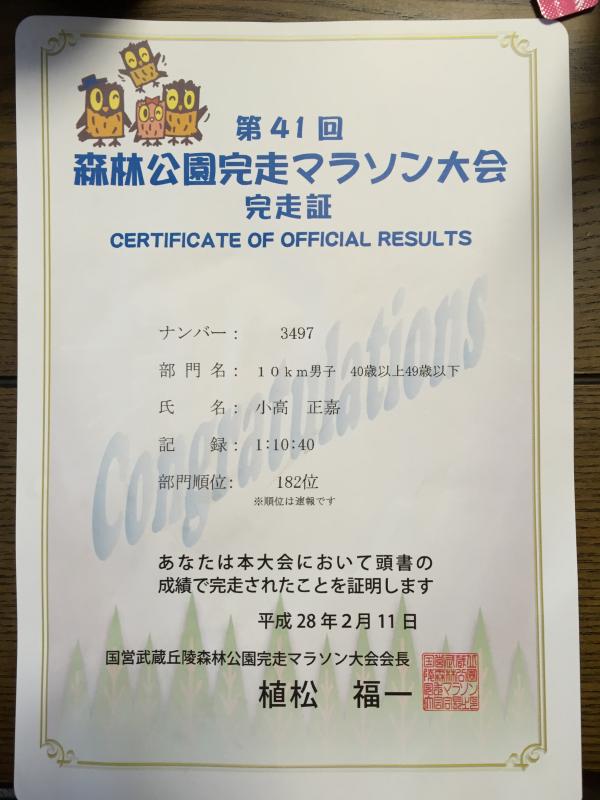 第41回
森林公園完走マラソン大会
完走証
CERTIFICATE OF OFFICIAL RESULTS
Congratulations
ナンバー： 3497
部門名： 10km男子 40歳以上49歳以下
氏名： 小高 正嘉
記録： 1:10:40
部門順位： 182位
※順位は速報です
あなたは本大会において頭書の
成績で完走されたことを証明します
平成28年2月11日
国営武蔵丘陵森林公園完走マラソン大会会長
植松 福一